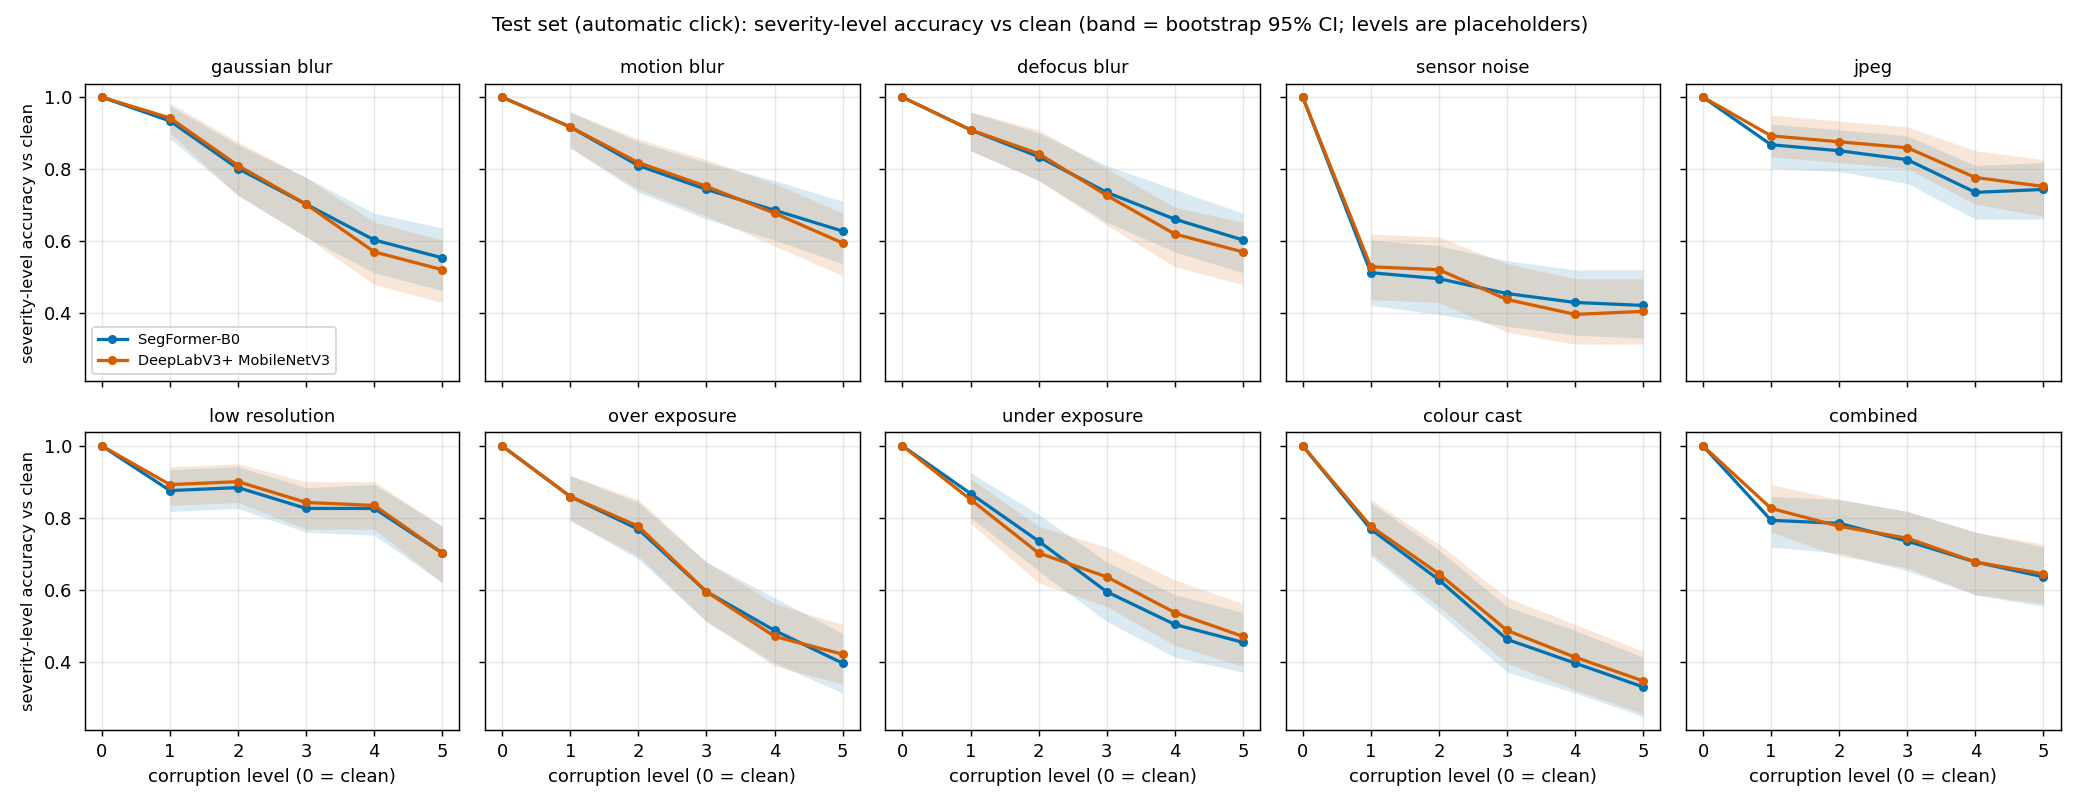 Test set (automatic click): severity-level accuracy vs clean (band = bootstrap 95% CI; levels are placeholders)
gaussian blur
motion blur
defocus blur
sensor noise
jpeg
severity-level accuracy vs clean
1.0
0.8
0.6
0.4
SegFormer-B0
DeepLabV3+ MobileNetV3
low resolution
over exposure
under exposure
colour cast
combined
severity-level accuracy vs clean
1.0
0.8
0.6
0.4
0 1 2 3 4 5
0 1 2 3 4 5
0 1 2 3 4 5
0 1 2 3 4 5
0 1 2 3 4 5
corruption level (0 = clean)
corruption level (0 = clean)
corruption level (0 = clean)
corruption level (0 = clean)
corruption level (0 = clean)